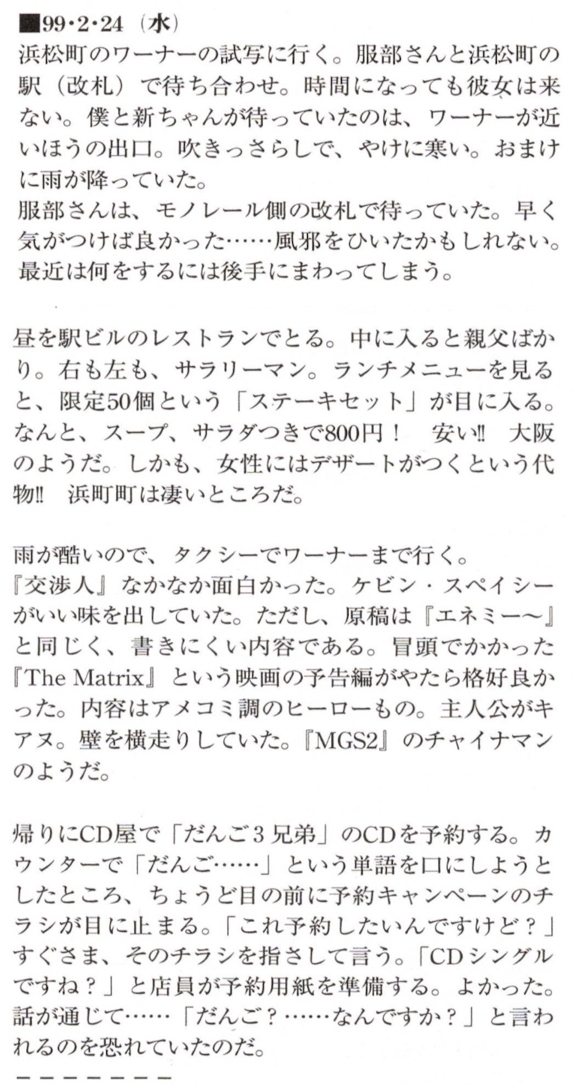 ■99・2・24（水）
浜松町のワーナーの試写に行く。服部さんと浜松町の
駅（改札）で待ち合わせ。時間になっても彼女は来
ない。僕と新ちゃんが待っていたのは、ワーナーが近
いほうの出口。吹きっさらしで、やけに寒い。おまけ
に雨が降っていた。
服部さんは、モノレール側の改札で待っていた。早く
気がつけば良かった……風邪をひいたかもしれない。
最近は何をするには後手にまわってしまう。

昼を駅ビルのレストランでとる。中に入ると親父ばか
り。右も左も、サラリーマン。ランチメニューを見る
と、限定50個という「ステーキセット」が目に入る。
なんと、スープ、サラダつきで800円！　安い!!　大阪
のようだ。しかも、女性にはデザートがつくという代
物!!　浜町町は凄いところだ。

雨が酷いので、タクシーでワーナーまで行く。
『交渉人』なかなか面白かった。ケビン・スペイシー
がいい味を出していた。ただし、原稿は『エネミー〜』
と同じく、書きにくい内容である。冒頭でかかった
『The Matrix』という映画の予告編がやたら格好良か
った。内容はアメコミ調のヒーローもの。主人公がキ
アヌ。壁を横走りしていた。『MGS2』のチャイナマン
のようだ。

帰りにCD屋で「だんご3兄弟」のCDを予約する。カ
ウンターで「だんご……」という単語を口にしようと
したところ、ちょうど目の前に予約キャンペーンのチ
ラシが目に止まる。「これ予約したいんですけど？」
すぐさま、そのチラシを指さして言う。「CDシングル
ですね？」と店員が予約用紙を準備する。よかった。
話が通じて……「だんご？……なんですか？」と言わ
れるのを恐れていたのだ。
－－－－－－－